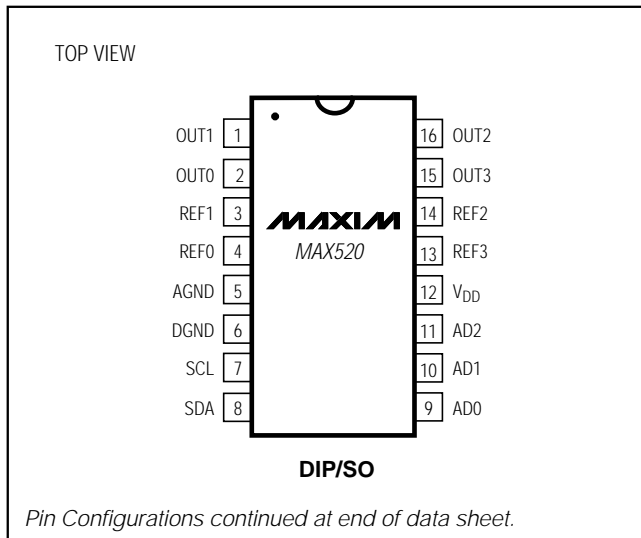 TOP VIEW
OUT1 1 16 OUT2
OUT0 2 15 OUT3
REF1 3 MAXIM 14 REF2
REF0 4 MAX520 13 REF3
AGND 5 12 VDD
DGND 6 11 AD2
SCL 7 10 AD1
SDA 8 9 AD0
DIP/SO
Pin Configurations continued at end of data sheet.